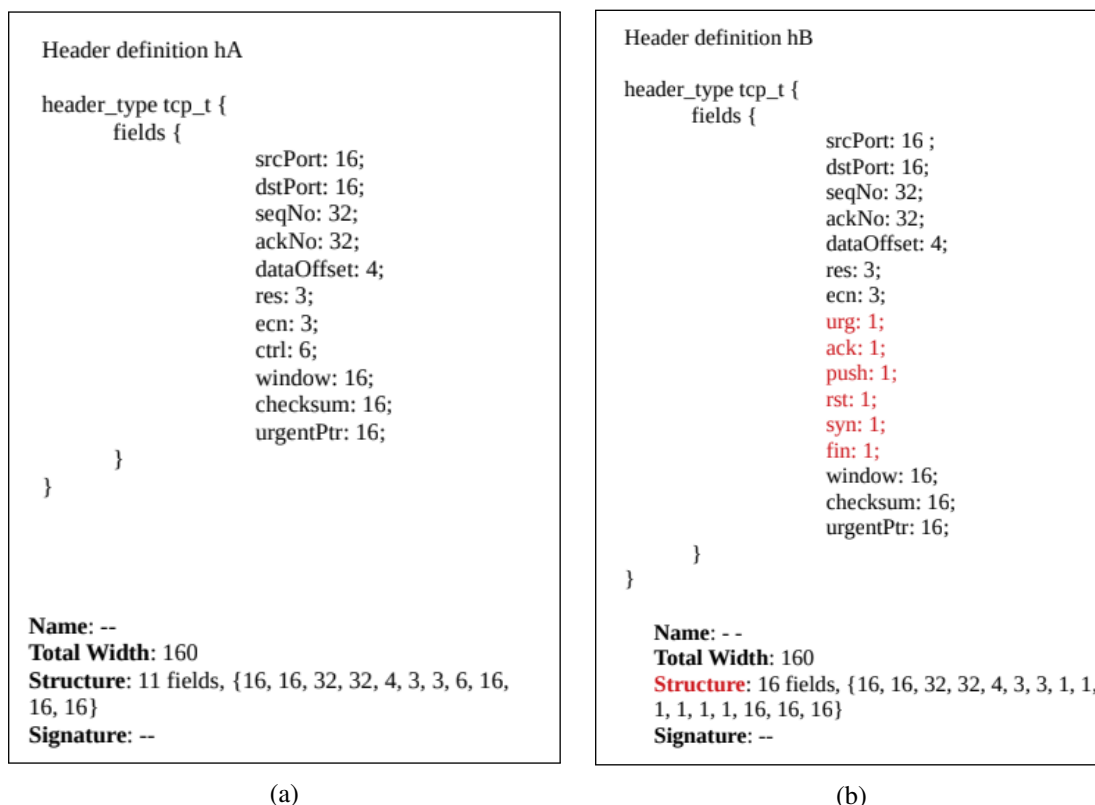 Header definition hA
header_type tcp_t {
fields {
srcPort: 16;
dstPort: 16;
seqNo: 32;
ackNo: 32;
dataOffset: 4;
res: 3;
ecn: 3;
ctrl: 6;
window: 16;
checksum: 16;
urgentPtr: 16;
}
}
Name: --
Total Width: 160
Structure: 11 fields, {16, 16, 32, 32, 4, 3, 3, 6, 16,
16, 16}
Signature: --
(a)
Header definition hB
header_type tcp_t {
fields {
srcPort: 16 ;
dstPort: 16;
seqNo: 32;
ackNo: 32;
dataOffset: 4;
res: 3;
ecn: 3;
urg: 1;
ack: 1;
push: 1;
rst: 1;
syn: 1;
fin: 1;
window: 16;
checksum: 16;
urgentPtr: 16;
}
}
Name: - -
Total Width: 160
Structure: 16 fields, {16, 16, 32, 32, 4, 3, 3, 1, 1,
1, 1, 1, 1, 16, 16, 16}
Signature: --
(b)